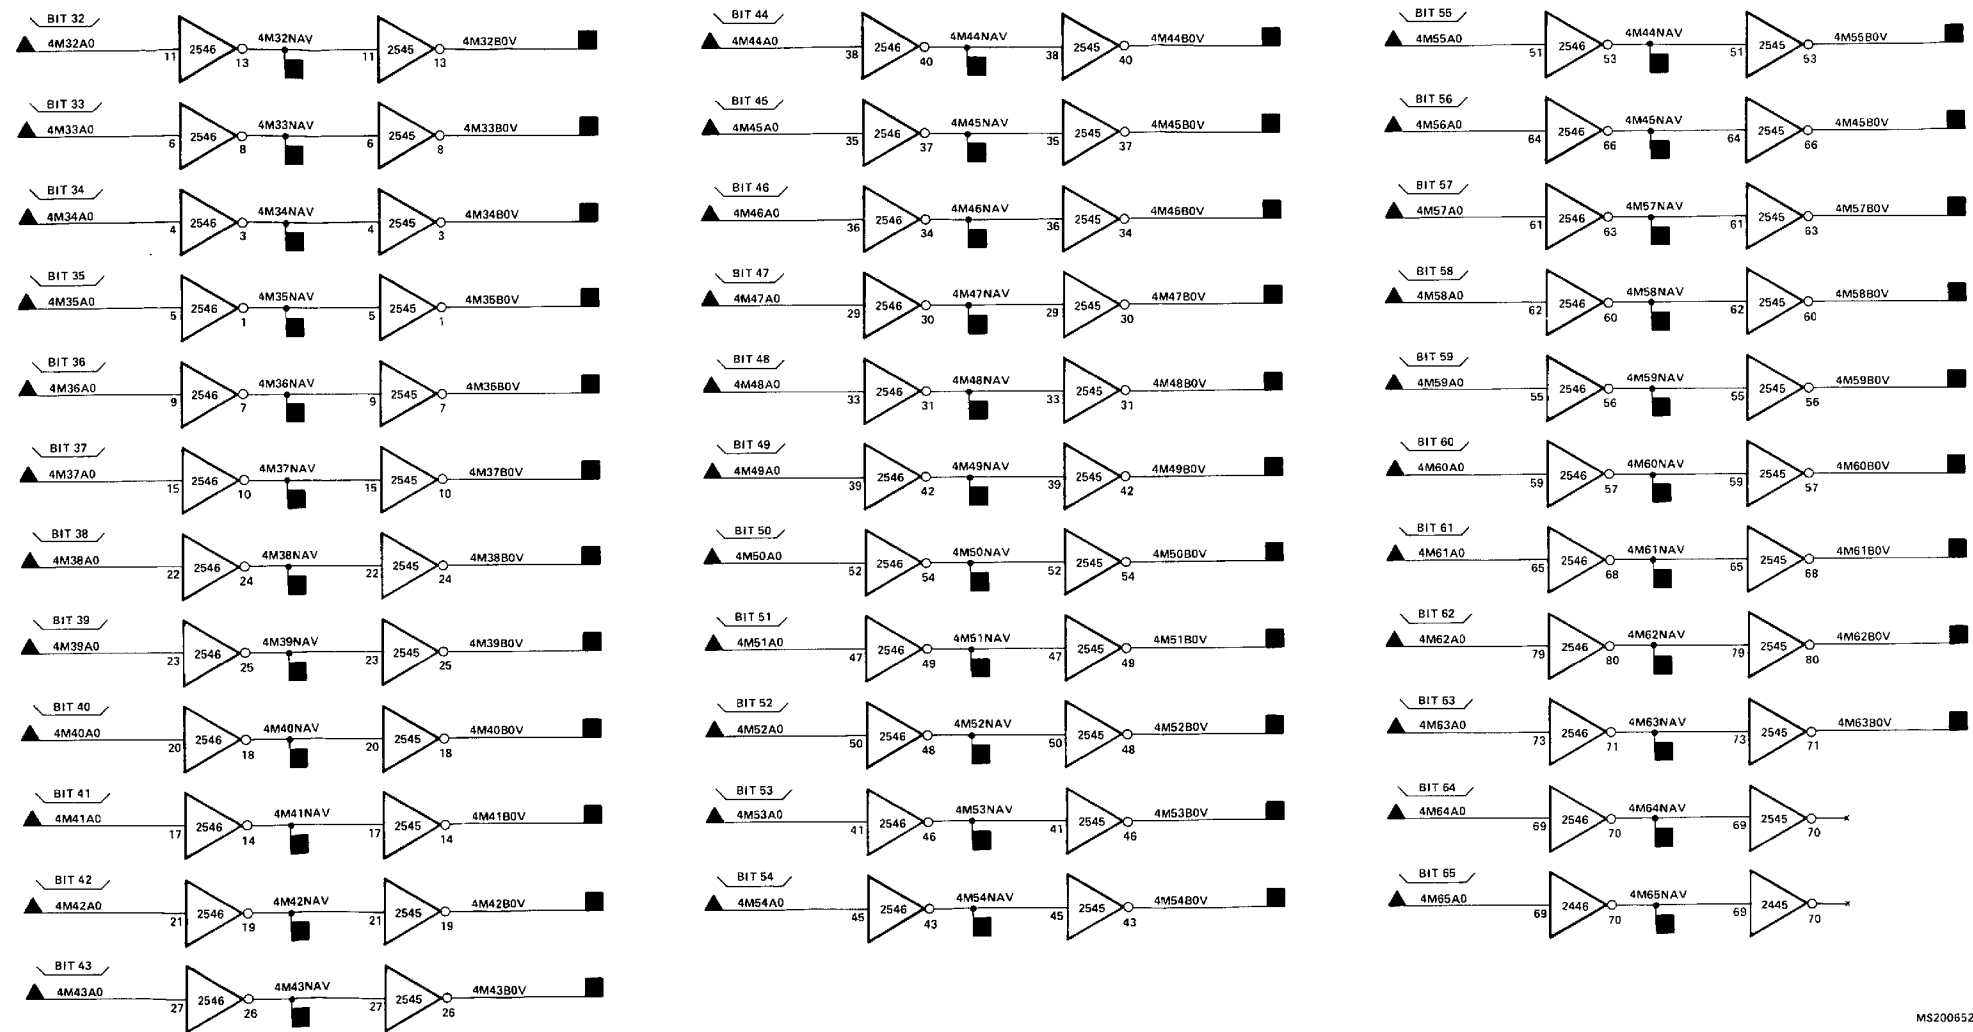 BIT 32
4M32A0 11 2546 13 4M32NAV 11 2545 13 4M32B0V
BIT 33
4M33A0 6 2546 8 4M33NAV 6 2545 8 4M33B0V
BIT 34
4M34A0 4 2546 3 4M34NAV 4 2545 3 4M34B0V
BIT 35
4M35A0 5 2546 1 4M35NAV 5 2545 1 4M35B0V
BIT 36
4M36A0 9 2546 7 4M36NAV 9 2545 7 4M36B0V
BIT 37
4M37A0 15 2546 10 4M37NAV 15 2545 10 4M37B0V
BIT 38
4M38A0 22 2546 24 4M38NAV 22 2545 24 4M38B0V
BIT 39
4M39A0 23 2546 25 4M39NAV 23 2545 25 4M39B0V
BIT 40
4M40A0 20 2546 18 4M40NAV 20 2545 18 4M40B0V
BIT 41
4M41A0 17 2546 14 4M41NAV 17 2545 14 4M41B0V
BIT 42
4M42A0 21 2546 19 4M42NAV 21 2545 19 4M42B0V
BIT 43
4M43A0 27 2546 26 4M43NAV 27 2545 26 4M43B0V
BIT 44
4M44A0 38 2546 40 4M44NAV 38 2545 40 4M44B0V
BIT 45
4M45A0 35 2546 37 4M45NAV 35 2545 37 4M45B0V
BIT 46
4M46A0 36 2546 34 4M46NAV 36 2545 34 4M46B0V
BIT 47
4M47A0 29 2546 30 4M47NAV 29 2545 30 4M47B0V
BIT 48
4M48A0 33 2546 31 4M48NAV 33 2545 31 4M48B0V
BIT 49
4M49A0 39 2546 42 4M49NAV 39 2545 42 4M49B0V
BIT 50
4M50A0 52 2546 54 4M50NAV 52 2545 54 4M50B0V
BIT 51
4M51A0 47 2546 49 4M51NAV 47 2545 49 4M51B0V
BIT 52
4M52A0 50 2546 48 4M52NAV 50 2545 48 4M52B0V
BIT 53
4M53A0 41 2546 46 4M53NAV 41 2545 46 4M53B0V
BIT 54
4M54A0 45 2546 43 4M54NAV 45 2545 43 4M54B0V
BIT 55
4M55A0 51 2546 53 4M44NAV 51 2545 53 4M55B0V
BIT 56
4M56A0 64 2546 66 4M45NAV 64 2545 66 4M45B0V
BIT 57
4M57A0 61 2546 63 4M57NAV 61 2545 63 4M57B0V
BIT 58
4M58A0 62 2546 60 4M58NAV 62 2545 60 4M58B0V
BIT 59
4M59A0 55 2546 56 4M59NAV 55 2545 56 4M59B0V
BIT 60
4M60A0 59 2546 57 4M60NAV 59 2545 57 4M60B0V
BIT 61
4M61A0 65 2546 68 4M61NAV 65 2545 68 4M61B0V
BIT 62
4M62A0 79 2546 80 4M62NAV 79 2545 80 4M62B0V
BIT 63
4M63A0 73 2546 71 4M63NAV 73 2545 71 4M63B0V
BIT 64
4M64A0 69 2546 70 4M64NAV 69 2545 70
BIT 65
4M65A0 69 2446 70 4M65NAV 69 2445 70
MS200652